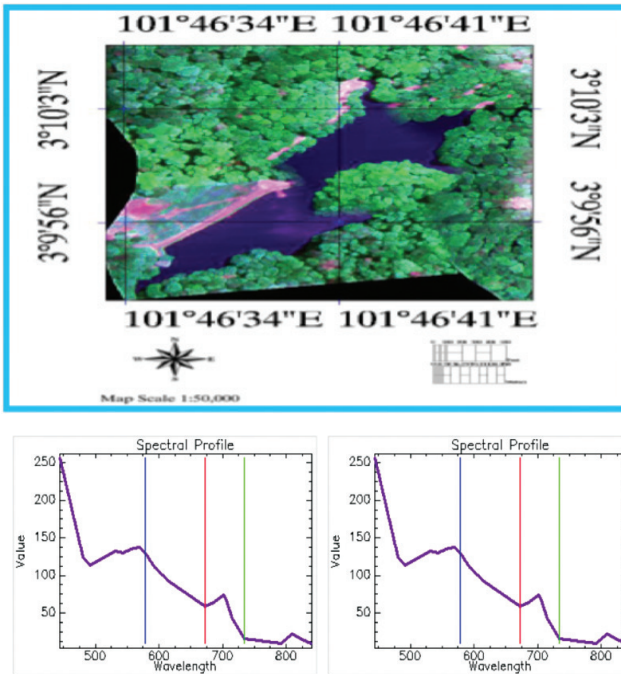 101°46'34"E 101°46'41"E
3°10'3"N
3°10'3"N
3°9'56"N
3°9'56"N
101°46'34"E 101°46'41"E
N
W E
S
Map Scale 1:50,000
Spectral Profile
250
200
150
100
50
Value
500 600 700 800
Wavelength
Spectral Profile
250
200
150
100
50
Value
500 600 700 800
Wavelength